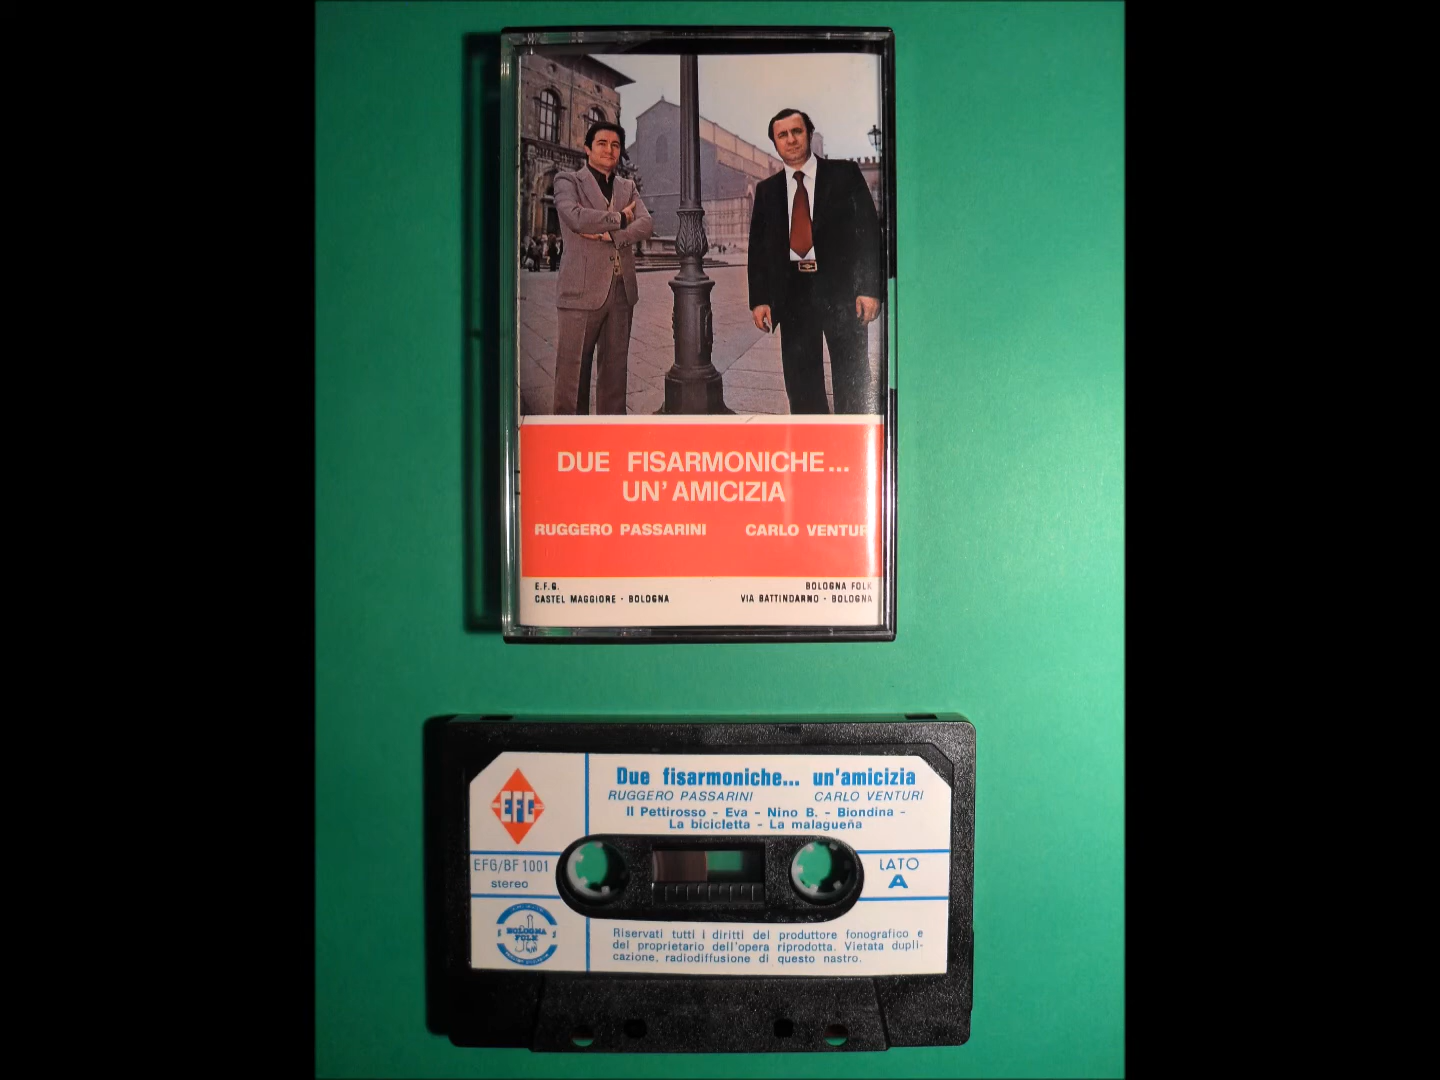 DUE FISARMONICHE...
UN'AMICIZIA
RUGGERO PASSARINI CARLO VENTUR
E.F.G. BOLOGNA FOLK
CASTEL MAGGIORE - BOLOGNA VIA BATTINDARNO - BOLOGNA
EFG
Due fisarmoniche... un'amicizia
RUGGERO PASSARINI CARLO VENTURI
Il Pettirosso - Eva - Nino B. - Biondina -
La bicicletta - La malagueña
EFG/BF 1001
stereo
LATO
A
BOLOGNA
FOLK
Riservati tutti i diritti del produttore fonografico e
del proprietario dell'opera riprodotta. Vietata dupli-
cazione, radiodiffusione di questo nastro.